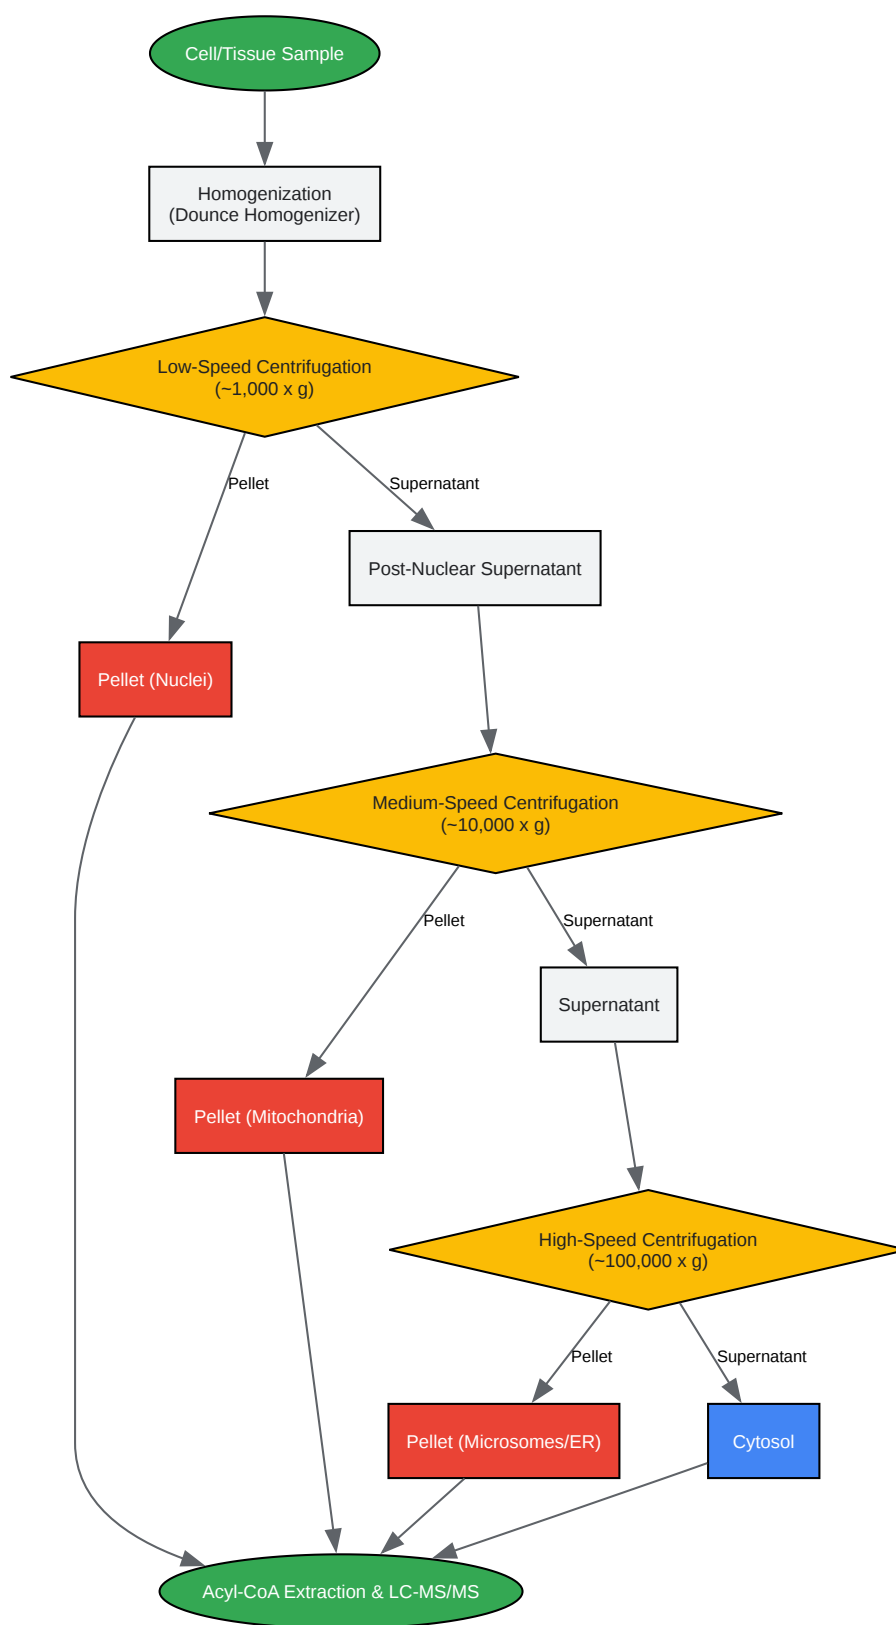 Cell/Tissue Sample
Homogenization
(Dounce Homogenizer)
Low-Speed Centrifugation
(~1,000 x g)
Pellet
Supernatant
Post-Nuclear Supernatant
Pellet (Nuclei)
Medium-Speed Centrifugation
(~10,000 x g)
Pellet
Supernatant
Supernatant
Pellet (Mitochondria)
High-Speed Centrifugation
(~100,000 x g)
Pellet
Supernatant
Pellet (Microsomes/ER)
Cytosol
Acyl-CoA Extraction & LC-MS/MS